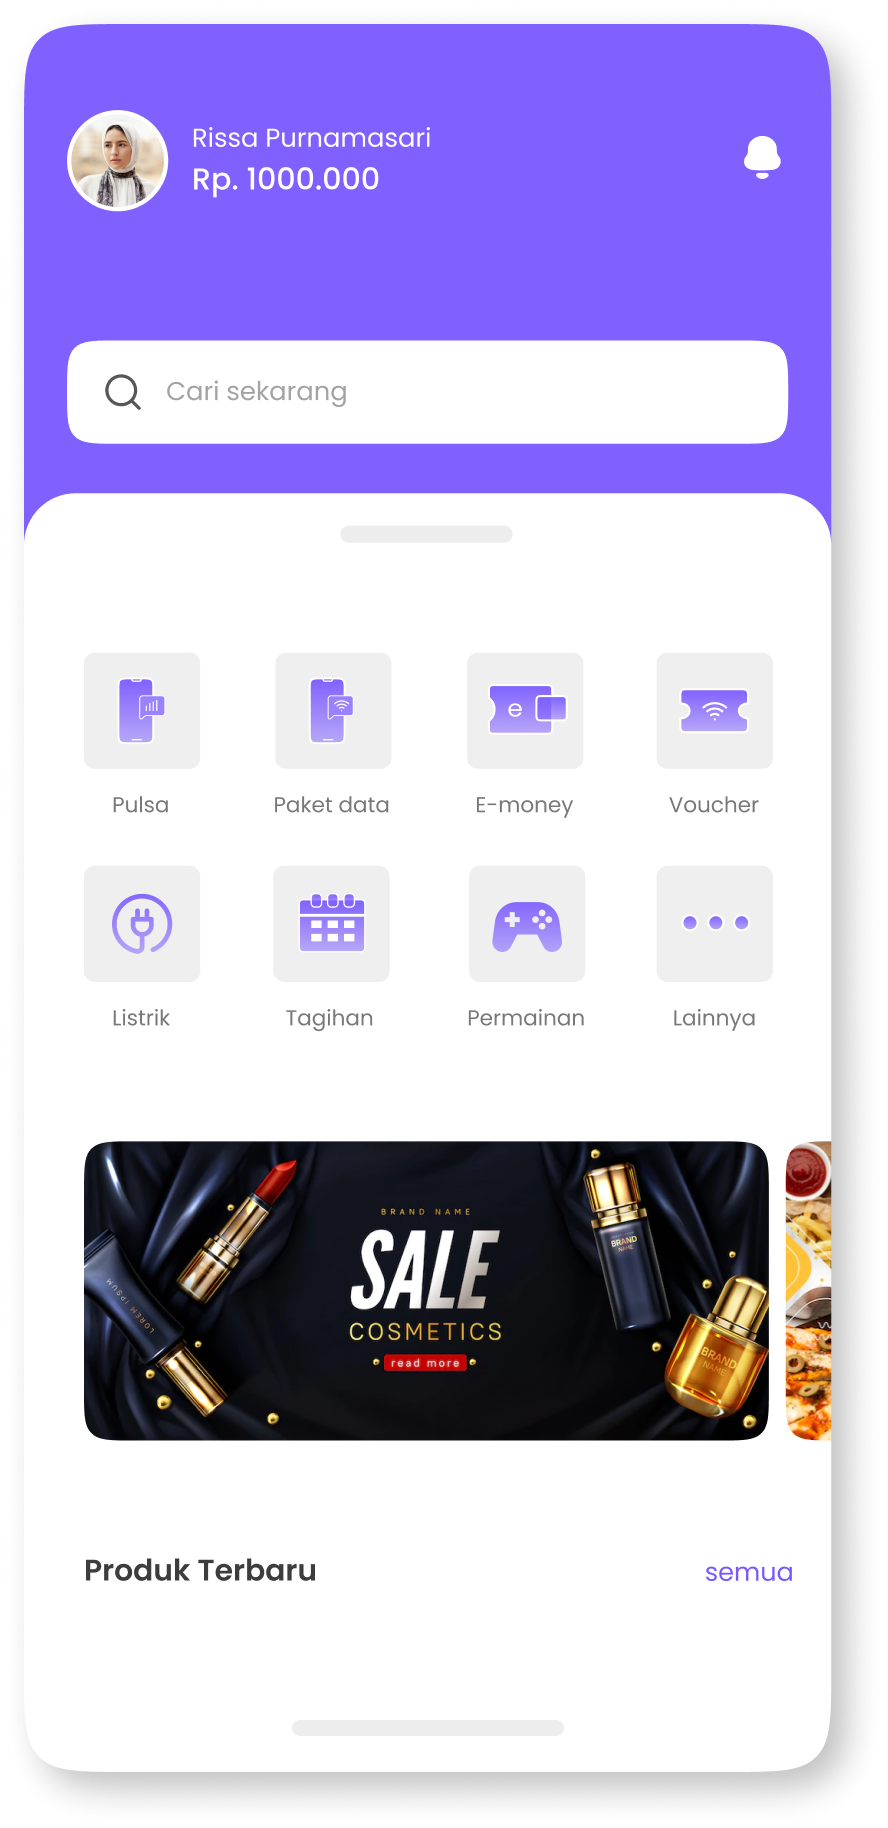 Rissa Purnamasari
Rp. 1000.000
Cari sekarang
e
Pulsa
Paket data
E-money
Voucher
Listrik
Tagihan
Permainan
Lainnya
BRAND NAME
SALE
COSMETICS
read more
LOREM IPSUM
BRAND
NAME
BRAND
NAME
Produk Terbaru
semua